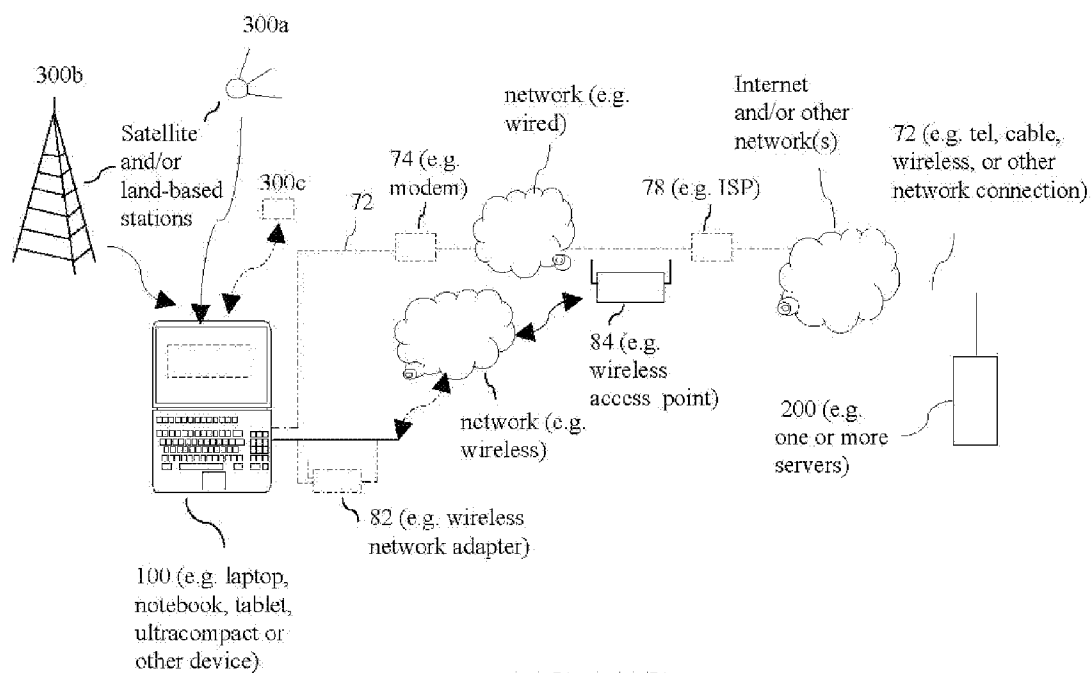 300a
300b
Satellite
and/or
land-based
stations
300c
72
74 (e.g.
modem)
network (e.g.
wired)
78 (e.g. ISP)
Internet
and/or other
network(s)
72 (e.g. tel, cable,
wireless, or other
network connection)
84 (e.g.
wireless
access point)
network (e.g.
wireless)
200 (e.g.
one or more
servers)
82 (e.g. wireless
network adapter)
100 (e.g. laptop,
notebook, tablet,
ultracompact or
other device)